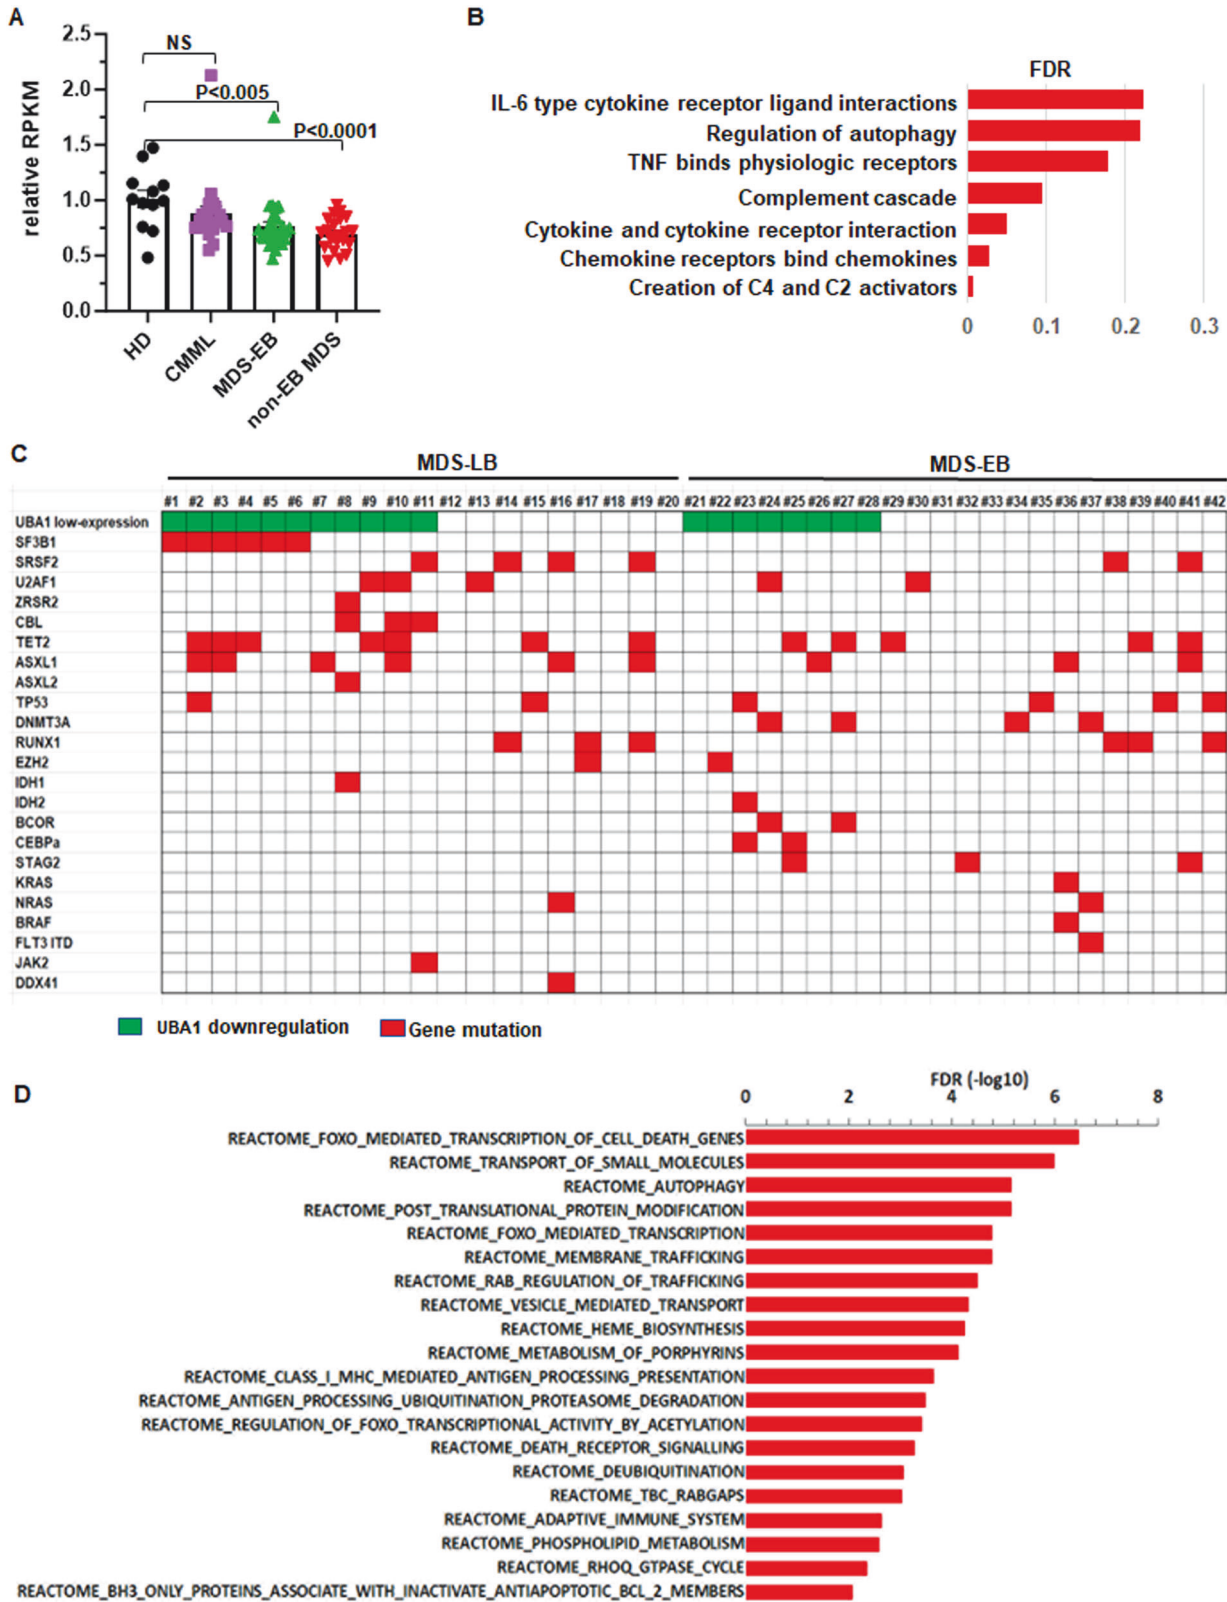 A
2.5
2.0
1.5
1.0
0.5
0.0
relative RPKM
NS
P<0.005
P<0.0001
HD
CMML
MDS-EB
non-EB MDS
B
FDR
IL-6 type cytokine receptor ligand interactions
Regulation of autophagy
TNF binds physiologic receptors
Complement cascade
Cytokine and cytokine receptor interaction
Chemokine receptors bind chemokines
Creation of C4 and C2 activators
0 0.1 0.2 0.3
C
MDS-LB MDS-EB
#1 #2 #3 #4 #5 #6 #7 #8 #9 #10 #11 #12 #13 #14 #15 #16 #17 #18 #19 #20 #21 #22 #23 #24 #25 #26 #27 #28 #29 #30 #31 #32 #33 #34 #35 #36 #37 #38 #39 #40 #41 #42
UBA1 low-expression
SF3B1
SRSF2
U2AF1
ZRSR2
CBL
TET2
ASXL1
ASXL2
TP53
DNMT3A
RUNX1
EZH2
IDH1
IDH2
BCOR
CEBPa
STAG2
KRAS
NRAS
BRAF
FLT3 ITD
JAK2
DDX41
UBA1 downregulation Gene mutation
D
FDR (-log10)
0 2 4 6 8
REACTOME_FOXO_MEDIATED_TRANSCRIPTION_OF_CELL_DEATH_GENES
REACTOME_TRANSPORT_OF_SMALL_MOLECULES
REACTOME_AUTOPHAGY
REACTOME_POST_TRANSLATIONAL_PROTEIN_MODIFICATION
REACTOME_FOXO_MEDIATED_TRANSCRIPTION
REACTOME_MEMBRANE_TRAFFICKING
REACTOME_RAB_REGULATION_OF_TRAFFICKING
REACTOME_VESICLE_MEDIATED_TRANSPORT
REACTOME_HEME_BIOSYNTHESIS
REACTOME_METABOLISM_OF_PORPHYRINS
REACTOME_CLASS_I_MHC_MEDIATED_ANTIGEN_PROCESSING_PRESENTATION
REACTOME_ANTIGEN_PROCESSING_UBIQUITINATION_PROTEASOME_DEGRADATION
REACTOME_REGULATION_OF_FOXO_TRANSCRIPTIONAL_ACTIVITY_BY_ACETYLATION
REACTOME_DEATH_RECEPTOR_SIGNALLING
REACTOME_DEUBIQUITINATION
REACTOME_TBC_RABGAPS
REACTOME_ADAPTIVE_IMMUNE_SYSTEM
REACTOME_PHOSPHOLIPID_METABOLISM
REACTOME_RHOQ_GTPASE_CYCLE
REACTOME_BH3_ONLY_PROTEINS_ASSOCIATE_WITH_INACTIVATE_ANTIAPOPTOTIC_BCL_2_MEMBERS